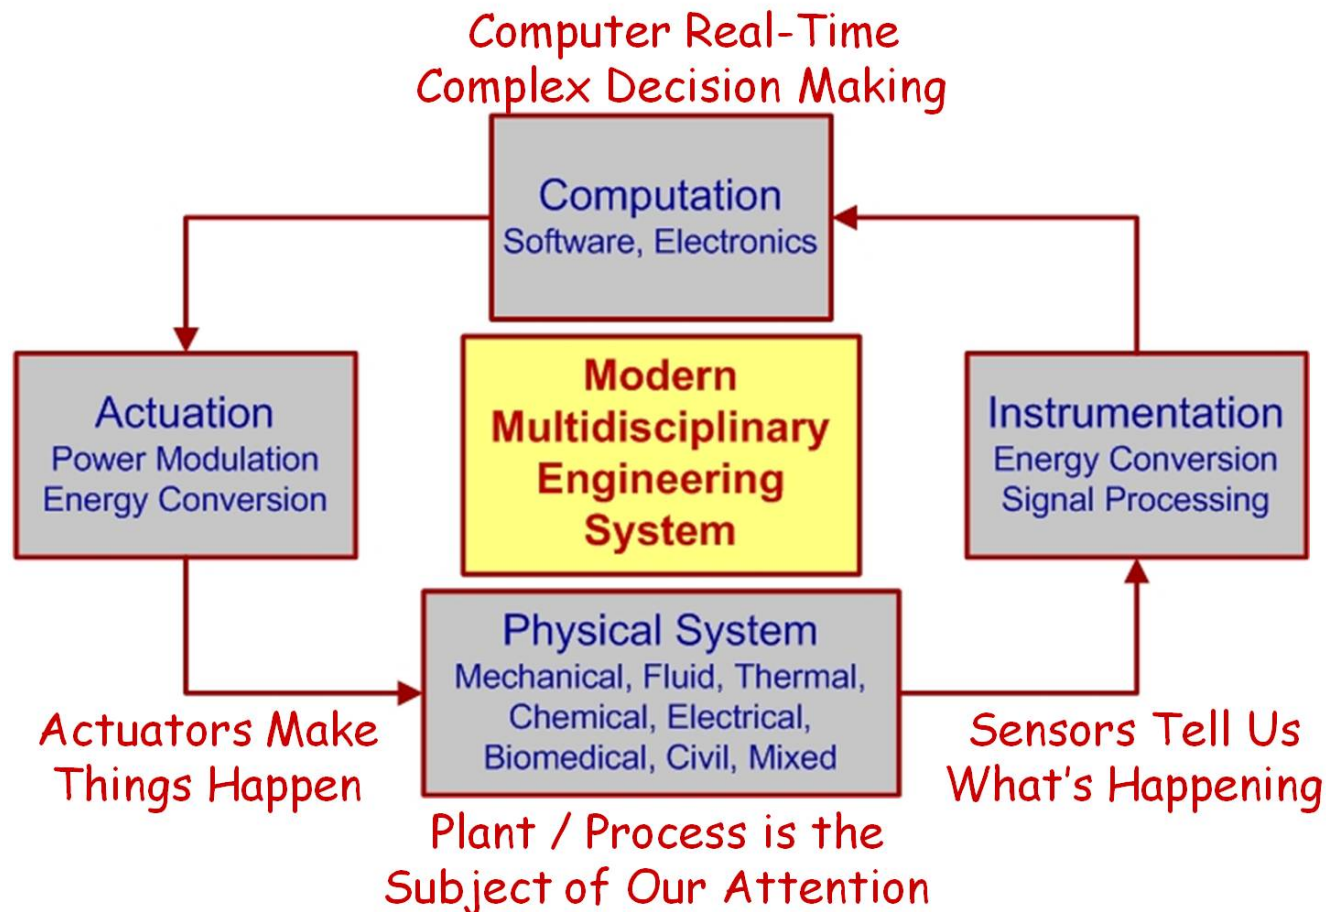 Computer Real-Time
Complex Decision Making
Computation
Software, Electronics
Actuation
Power Modulation
Energy Conversion
Modern
Multidisciplinary
Engineering
System
Instrumentation
Energy Conversion
Signal Processing
Physical System
Mechanical, Fluid, Thermal,
Chemical, Electrical,
Biomedical, Civil, Mixed
Actuators Make
Things Happen
Sensors Tell Us
What's Happening
Plant / Process is the
Subject of Our Attention